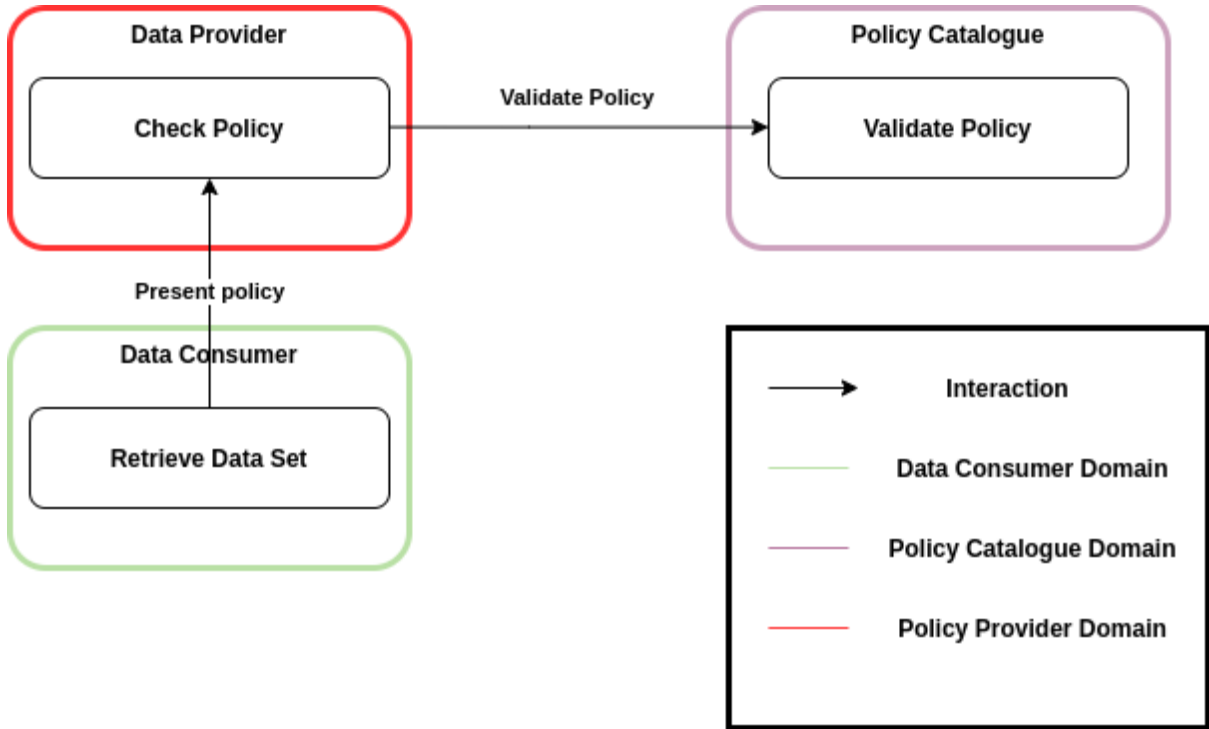 Data Provider
Policy Catalogue
Check Policy
Validate Policy
Validate Policy
Present policy
Data Consumer
Retrieve Data Set
Interaction
Data Consumer Domain
Policy Catalogue Domain
Policy Provider Domain